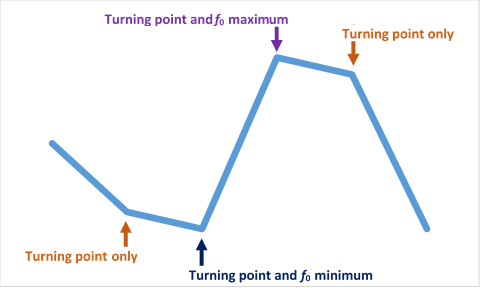 Turning point and f₀ maximum
Turning point only
Turning point only
Turning point and f₀ minimum